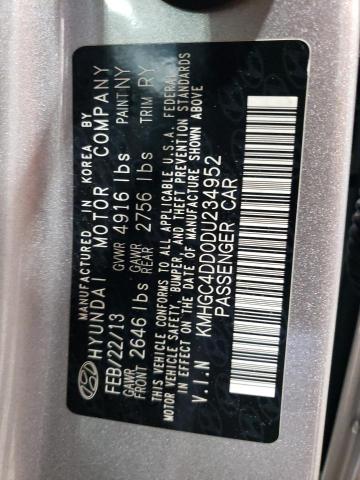 MANUFACTURED IN KOREA BY
HYUNDAI MOTOR COMPANY
FEB/22/13 GVWR 4916 lbs PAINT NY
GAWR FRONT 2646 lbs GAWR REAR 2756 lbs TRIM RY
THIS VEHICLE CONFORMS TO ALL APPLICABLE U.S.A. FEDERAL
MOTOR VEHICLE SAFETY, BUMPER, AND THEFT PREVENTION STANDARDS
IN EFFECT ON THE DATE OF MANUFACTURE SHOWN ABOVE
V.I.N KMHGC4DD0DU234952
PASSENGER CAR